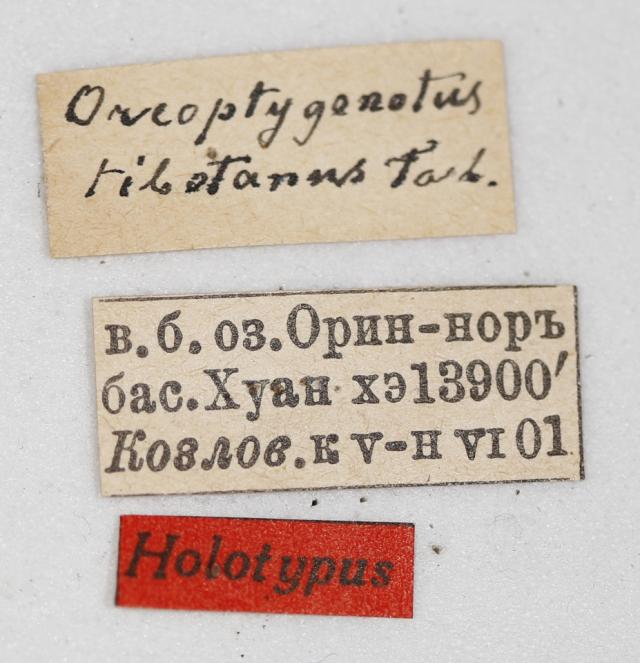 Oreoptygonotus
tibetanus Tarb.
в.б.оз.Орин-норъ
бас.Хуан хэ13900′
Козлов.к V-н VI 01
Holotypus